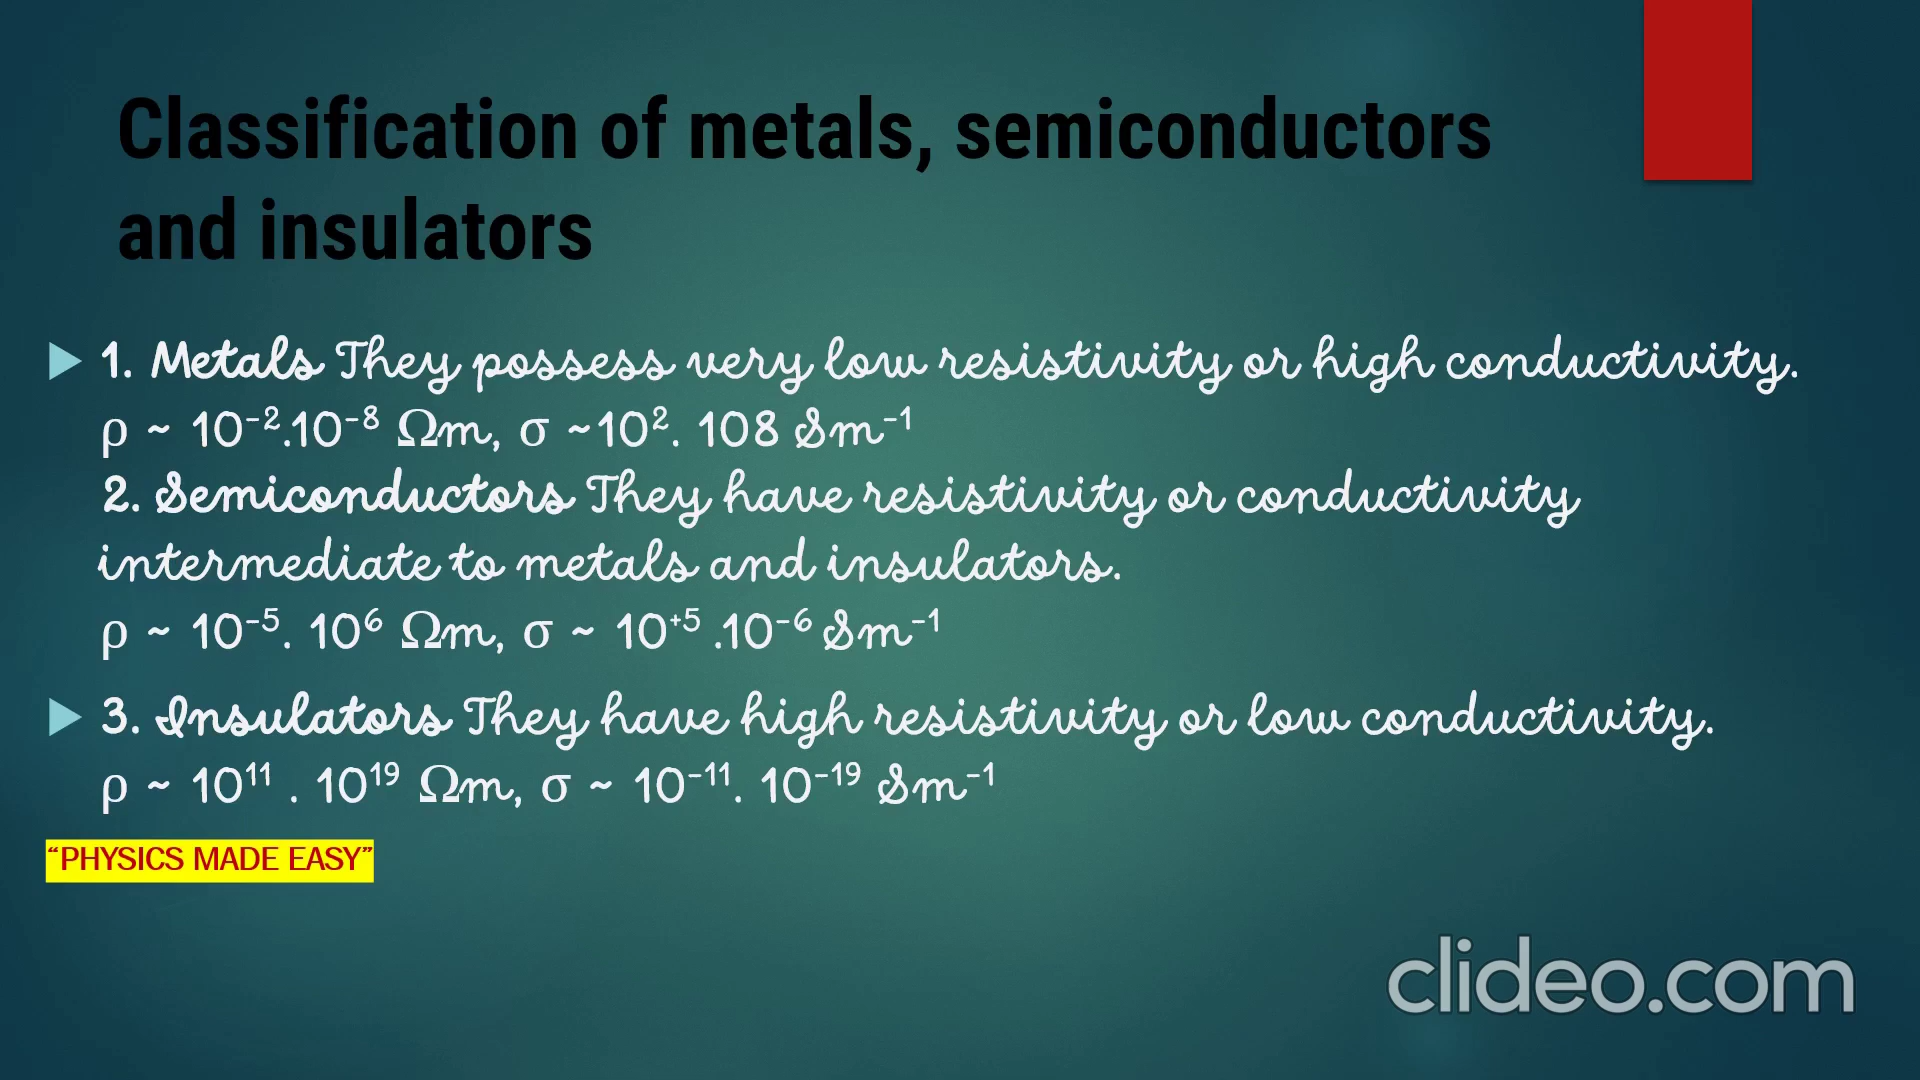 Classification of metals, semiconductors
and insulators
1. Metals They possess very low resistivity or high conductivity.
ρ ~ 10⁻².10⁻⁸ Ωm, σ ~10². 108 Sm⁻¹
2. Semiconductors They have resistivity or conductivity
intermediate to metals and insulators.
ρ ~ 10⁻⁵. 10⁶ Ωm, σ ~ 10⁺⁵ .10⁻⁶ Sm⁻¹
3. Insulators They have high resistivity or low conductivity.
ρ ~ 10¹¹ . 10¹⁹ Ωm, σ ~ 10⁻¹¹. 10⁻¹⁹ Sm⁻¹
“PHYSICS MADE EASY”
clideo.com